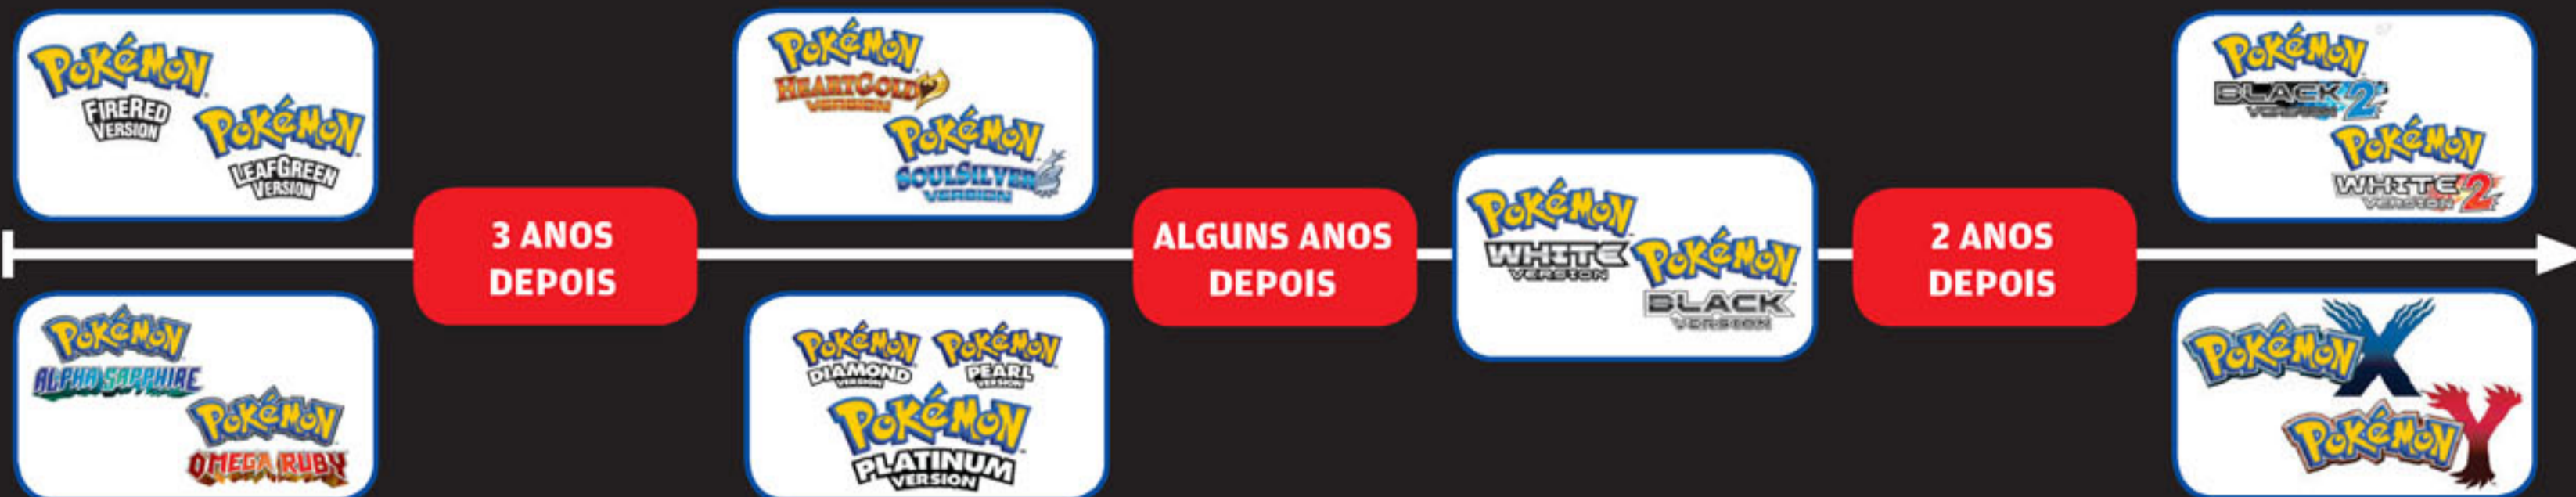 POKÉMON
FIRERED
VERSION
POKÉMON
LEAFGREEN
VERSION
POKÉMON
ALPHA SAPPHIRE
POKÉMON
OMEGA RUBY
3 ANOS
DEPOIS
POKÉMON
HEARTGOLD
VERSION
POKÉMON
SOULSILVER
VERSION
POKÉMON
DIAMOND
VERSION
POKÉMON
PEARL
VERSION
POKÉMON
PLATINUM
VERSION
ALGUNS ANOS
DEPOIS
POKÉMON
WHITE
VERSION
POKÉMON
BLACK
VERSION
2 ANOS
DEPOIS
POKÉMON
BLACK 2
VERSION
POKÉMON
WHITE 2
VERSION
POKÉMON X
POKÉMON Y